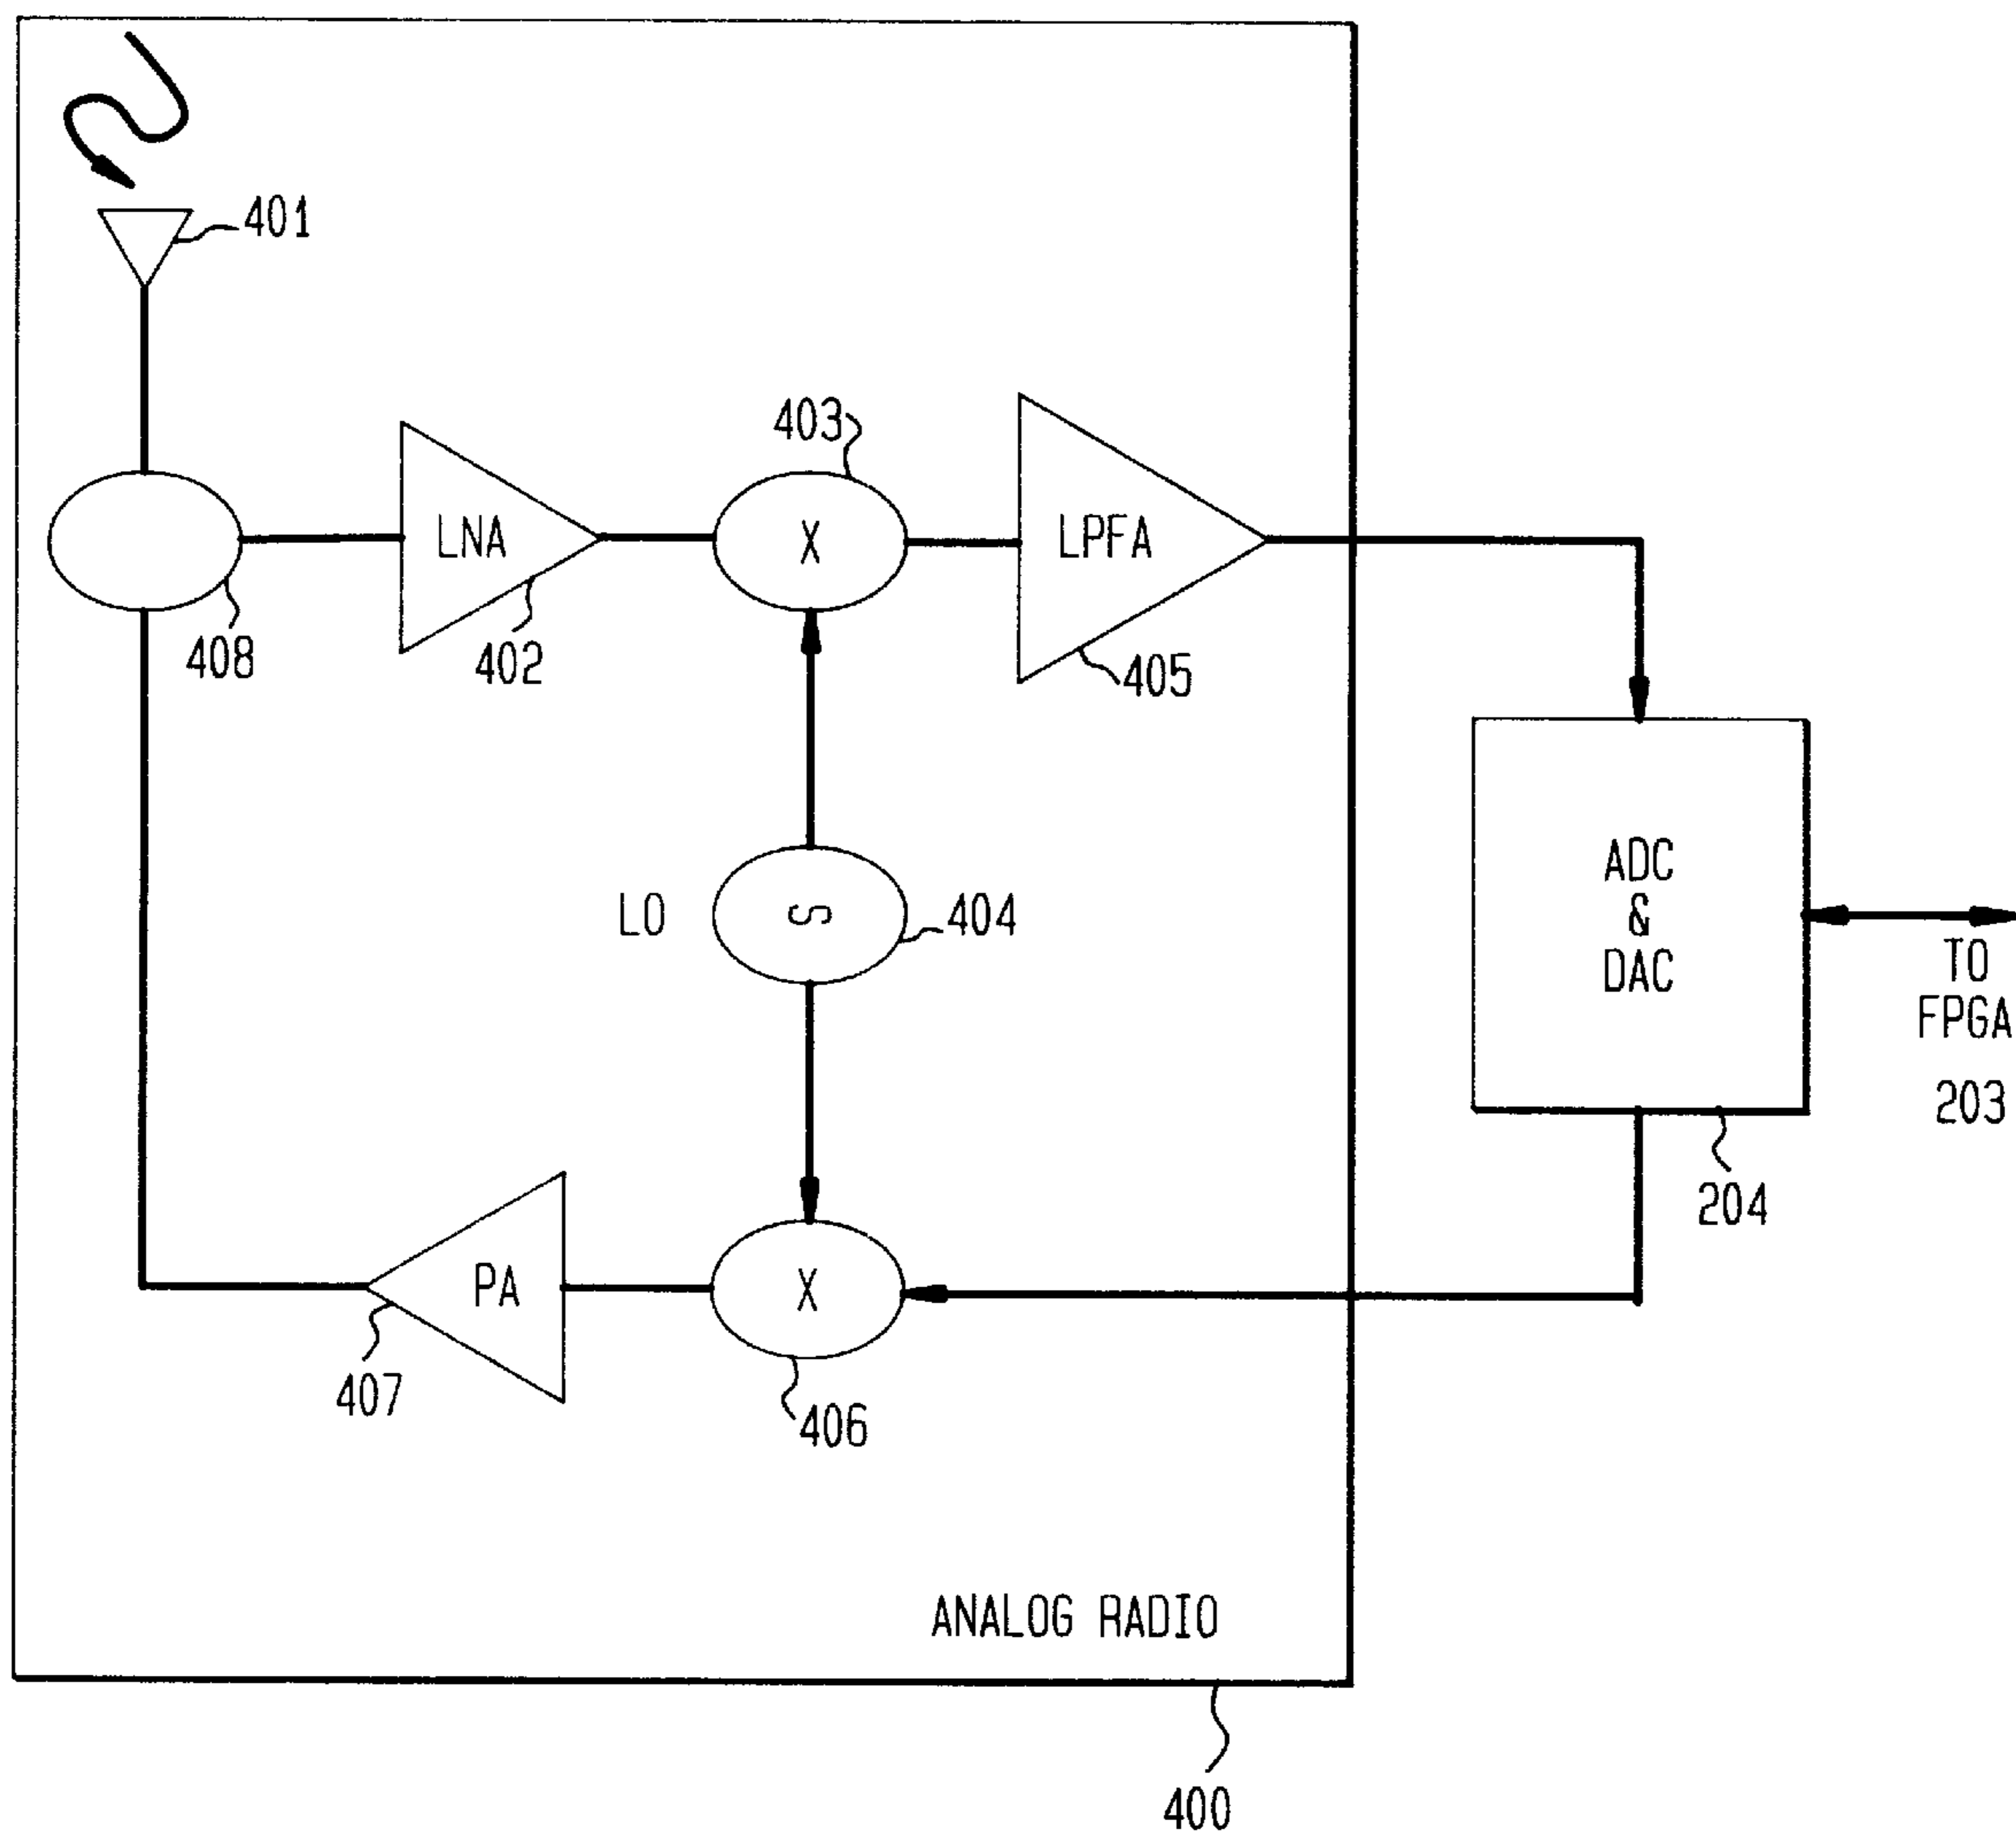 401
403
LNA
X
LPFA
408
402
405
LO
S
404
ADC
&
DAC
TO
FPGA
203
204
PA
X
407
406
ANALOG RADIO
400